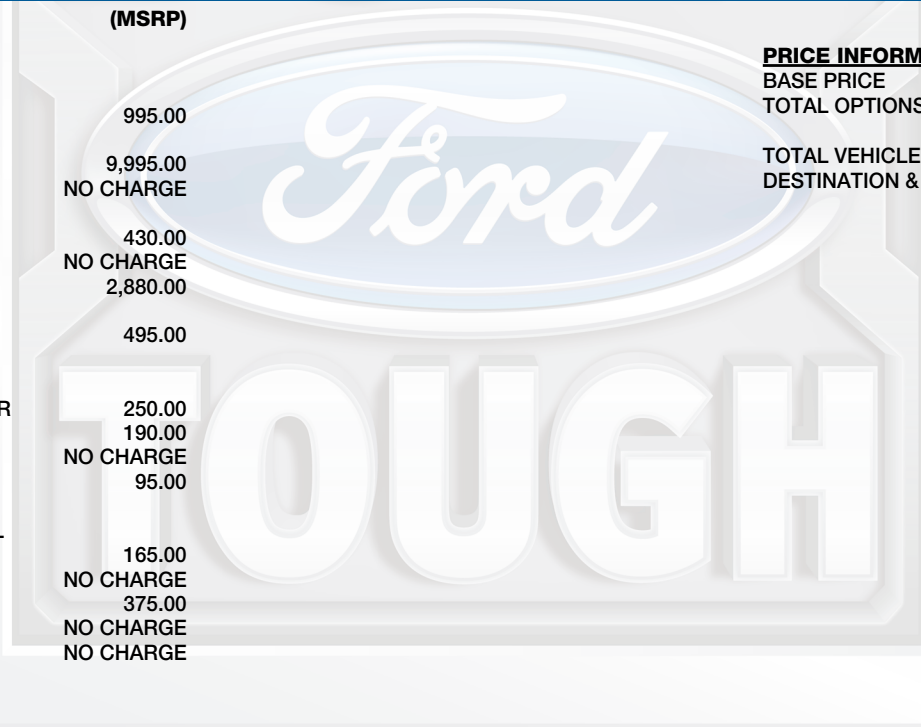 (MSRP)
995.00
9,995.00
NO CHARGE
430.00
NO CHARGE
2,880.00
495.00
R 250.00
190.00
NO CHARGE
95.00
-
165.00
NO CHARGE
375.00
NO CHARGE
NO CHARGE
PRICE INFORM
BASE PRICE
TOTAL OPTIONS
TOTAL VEHICLE
DESTINATION &
Ford
TOUGH